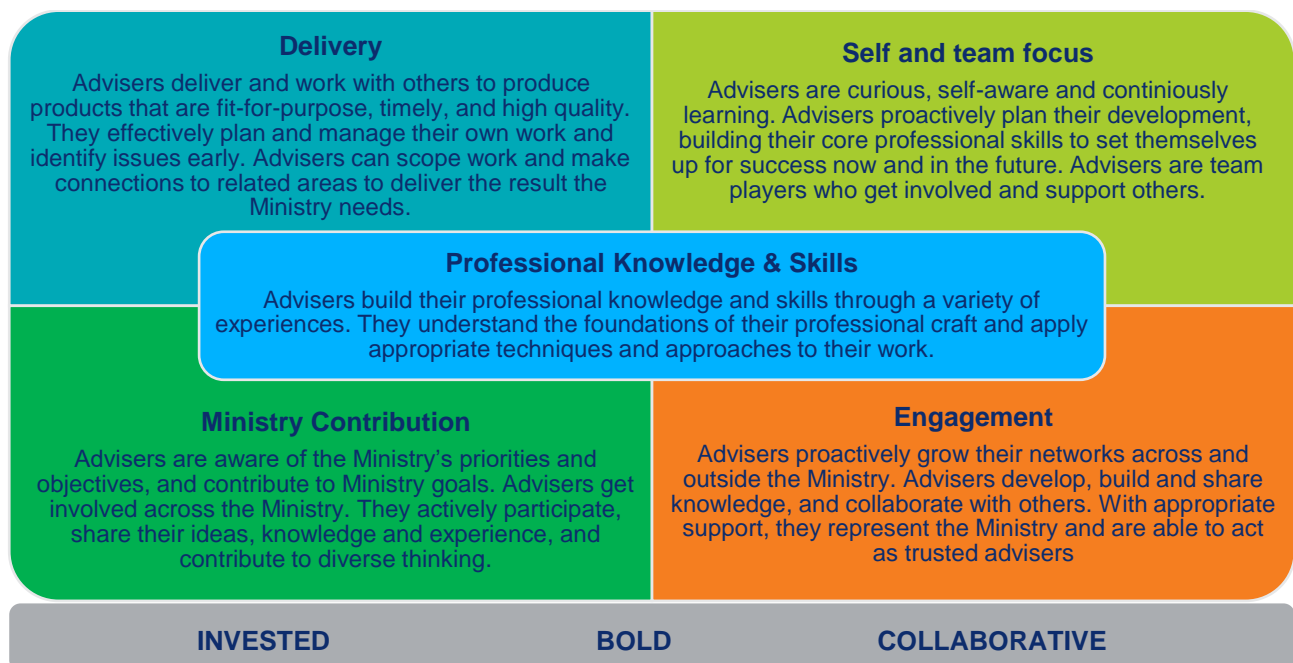 Delivery
Advisers deliver and work with others to produce
products that are fit-for-purpose, timely, and high quality.
They effectively plan and manage their own work and
identify issues early. Advisers can scope work and make
connections to related areas to deliver the result the
Ministry needs.
Self and team focus
Advisers are curious, self-aware and continiously
learning. Advisers proactively plan their development,
building their core professional skills to set themselves
up for success now and in the future. Advisers are team
players who get involved and support others.
Professional Knowledge & Skills
Advisers build their professional knowledge and skills through a variety of
experiences. They understand the foundations of their professional craft and apply
appropriate techniques and approaches to their work.
Ministry Contribution
Advisers are aware of the Ministry’s priorities and
objectives, and contribute to Ministry goals. Advisers get
involved across the Ministry. They actively participate,
share their ideas, knowledge and experience, and
contribute to diverse thinking.
Engagement
Advisers proactively grow their networks across and
outside the Ministry. Advisers develop, build and share
knowledge, and collaborate with others. With appropriate
support, they represent the Ministry and are able to act
as trusted advisers
INVESTED BOLD COLLABORATIVE